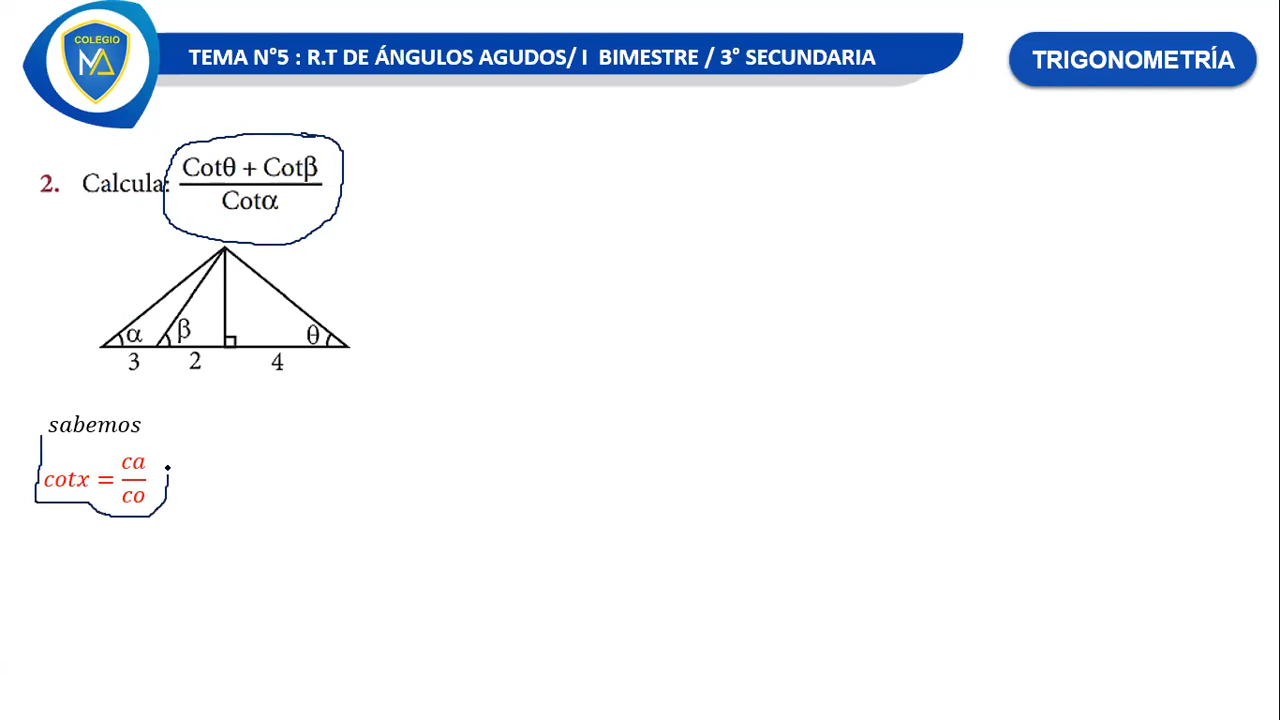 COLEGIO
MA
TEMA N°5 : R.T DE ÁNGULOS AGUDOS/ I BIMESTRE / 3° SECUNDARIA
TRIGONOMETRÍA
2. Calcula: Cotθ + Cotβ
Cotα
α β θ
3 2 4
sabemos
cotx = ca
co